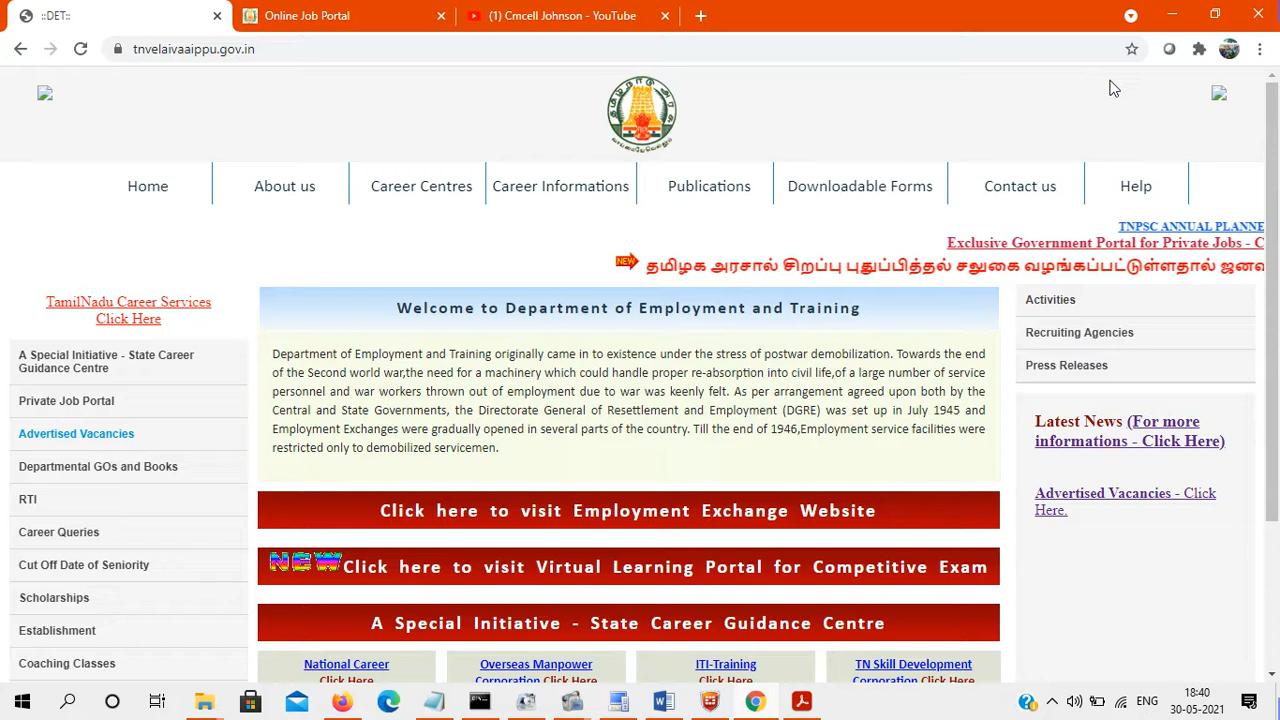 ::DET::
Online Job Portal
Cmcell Johnson - YouTube
tnvelaivaaippu.gov.in
Home
About us
Career Centres
Career Informations
Publications
Downloadable Forms
Contact us
Help
TNPSC ANNUAL PLANNE
Exclusive Government Portal for Private Jobs - C
NEW தமிழக அரசால் சிறப்பு புதுப்பித்தல் சலுகை வழங்கப்பட்டுள்ளதால் ஜனவ
TamilNadu Career Services
Click Here
A Special Initiative - State Career
Guidance Centre
Private Job Portal
Advertised Vacancies
Departmental GOs and Books
RTI
Career Queries
Cut Off Date of Seniority
Scholarships
Establishment
Coaching Classes
Welcome to Department of Employment and Training
Department of Employment and Training originally came in to existence under the stress of postwar demobilization. Towards the end
of the Second world war,the need for a machinery which could handle proper re-absorption into civil life,of a large number of service
personnel and war workers thrown out of employment due to war was keenly felt. As per arrangement agreed upon both by the
Central and State Governments, the Directorate General of Resettlement and Employment (DGRE) was set up in July 1945 and
Employment Exchanges were gradually opened in several parts of the country. Till the end of 1946,Employment service facilities were
restricted only to demobilized servicemen.
Click here to visit Employment Exchange Website
NEW Click here to visit Virtual Learning Portal for Competitive Exam
A Special Initiative - State Career Guidance Centre
National Career
Click Here
Overseas Manpower
Corporation Click Here
ITI-Training
Click Here
TN Skill Development
Corporation Click Here
Activities
Recruiting Agencies
Press Releases
Latest News (For more
informations - Click Here)
Advertised Vacancies - Click
Here.
ENG
18:40
30-05-2021